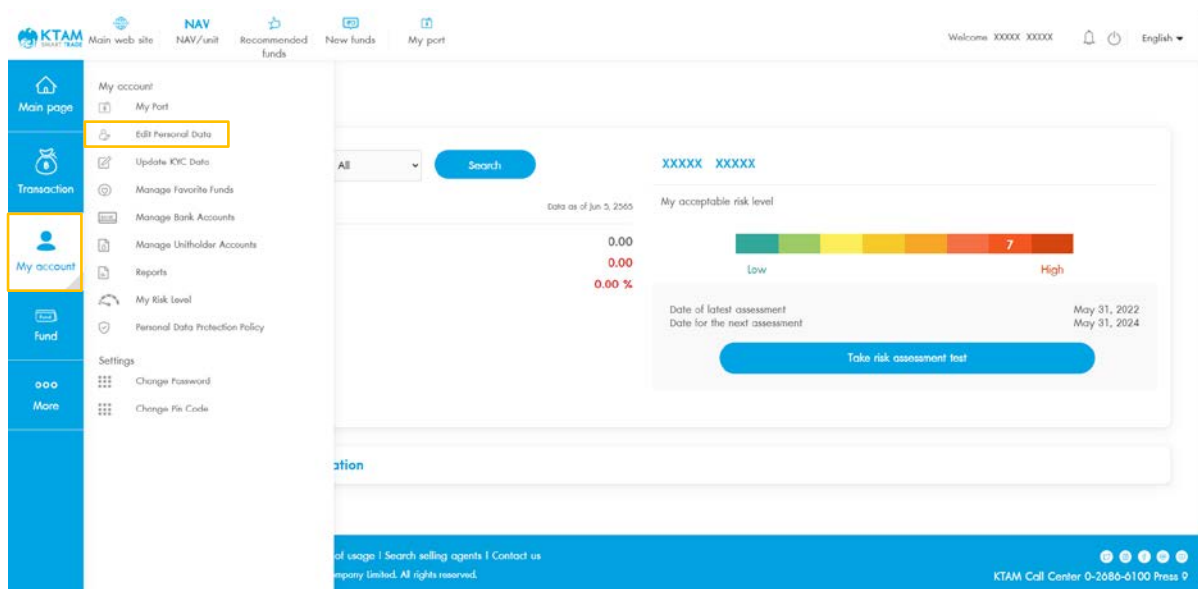 KTAM
SMART TRADE
Main web site
NAV
NAV/unit
Recommended
funds
New funds
My port
Welcome XXXXX XXXXX
English
Main page
Transaction
My account
Fund
More
My account
My Port
Edit Personal Data
Update KYC Data
Manage Favorite Funds
Manage Bank Accounts
Manage Unitholder Accounts
Reports
My Risk Level
Personal Data Protection Policy
Settings
Change Password
Change Pin Code
All
Search
Data as of Jun 5, 2565
0.00
0.00
0.00 %
XXXXX XXXXX
My acceptable risk level
7
Low
High
Date of latest assessment
May 31, 2022
Date for the next assessment
May 31, 2024
Take risk assessment test
ation
of usage | Search selling agents | Contact us
mpany Limited. All rights reserved.
KTAM Call Center 0-2686-6100 Press 9